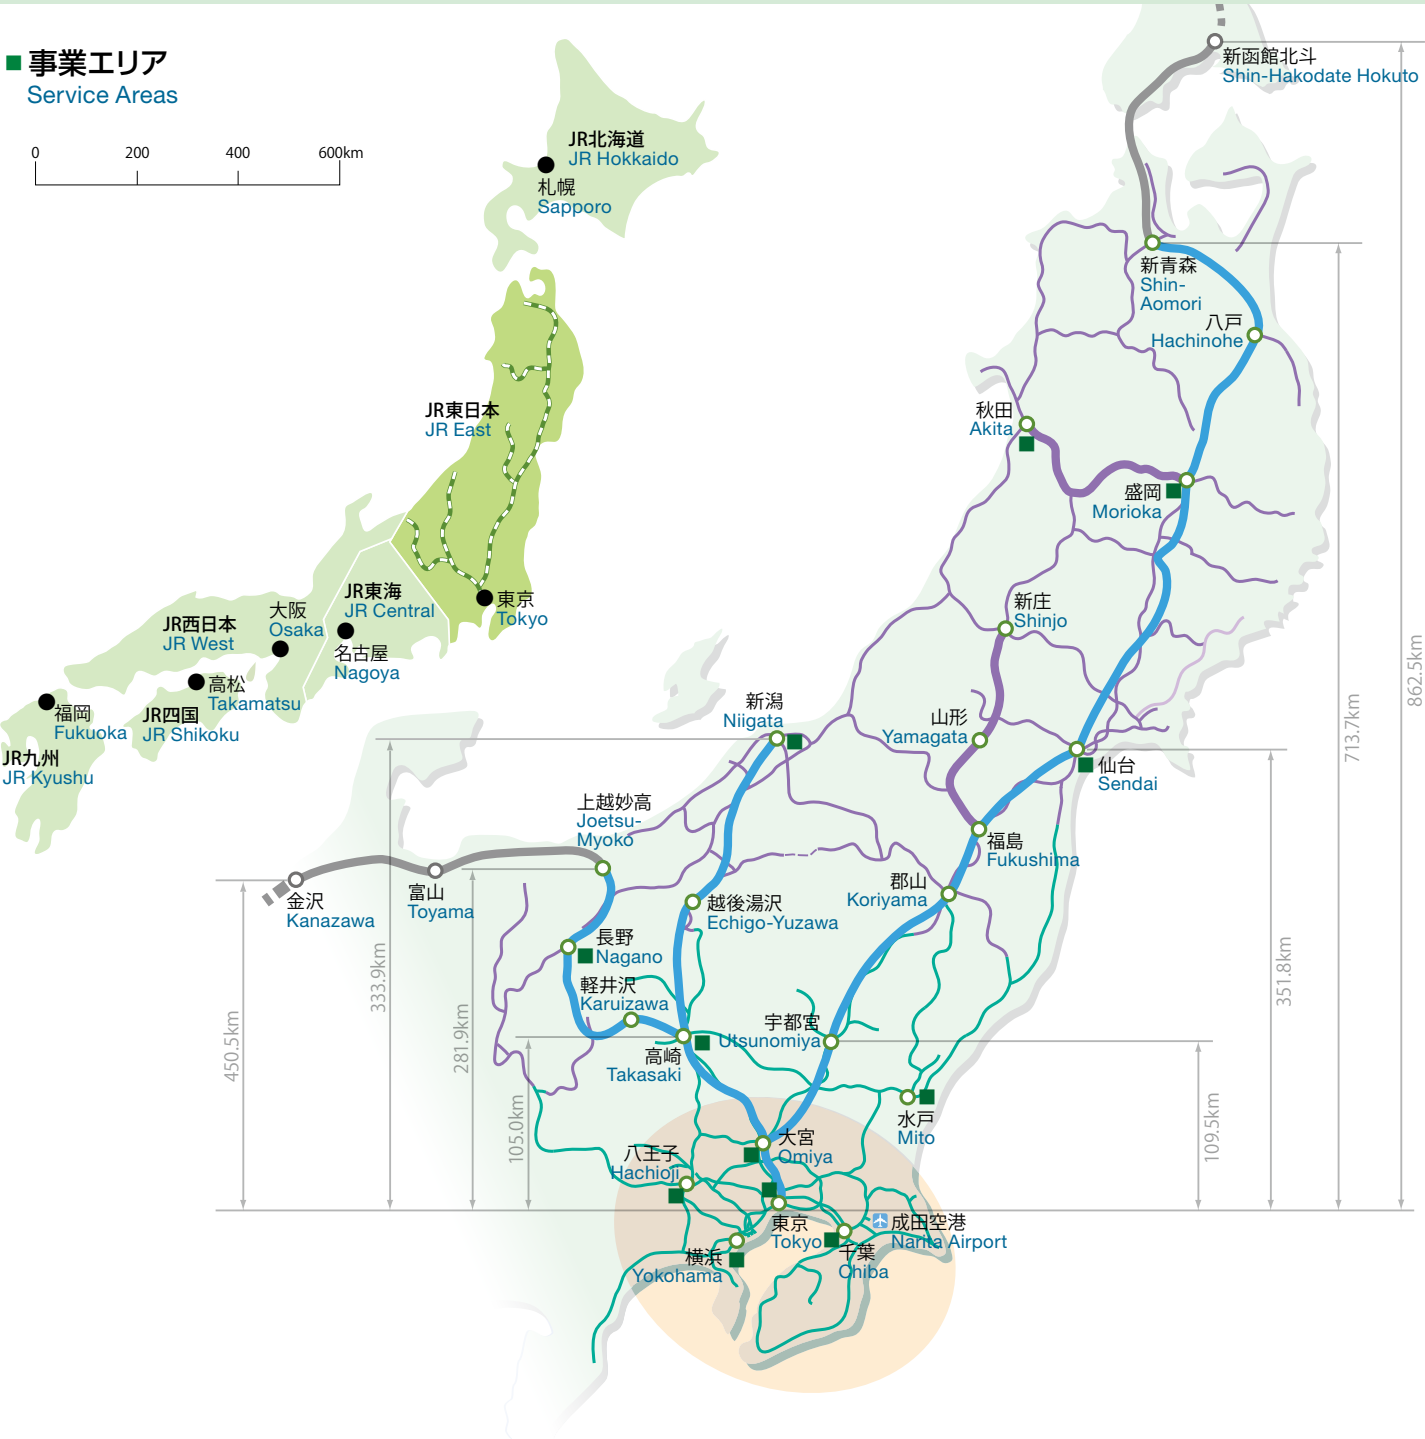 事業エリア
Service Areas
0 200 400 600km
JR北海道
JR Hokkaido
札幌
Sapporo
JR東日本
JR East
東京
Tokyo
JR東海
JR Central
名古屋
Nagoya
大阪
Osaka
JR西日本
JR West
高松
Takamatsu
JR四国
JR Shikoku
福岡
Fukuoka
JR九州
JR Kyushu
新函館北斗
Shin-Hakodate Hokuto
新青森
Shin-
Aomori
八戸
Hachinohe
秋田
Akita
盛岡
Morioka
新庄
Shinjo
山形
Yamagata
仙台
Sendai
新潟
Niigata
福島
Fukushima
上越妙高
Joetsu-
Myoko
郡山
Koriyama
金沢
Kanazawa
富山
Toyama
越後湯沢
Echigo-Yuzawa
長野
Nagano
軽井沢
Karuizawa
高崎
Takasaki
宇都宮
Utsunomiya
水戸
Mito
大宮
Omiya
八王子
Hachioji
東京
Tokyo
横浜
Yokohama
千葉
Chiba
成田空港
Narita Airport
450.5km
333.9km
281.9km
105.0km
109.5km
351.8km
713.7km
862.5km